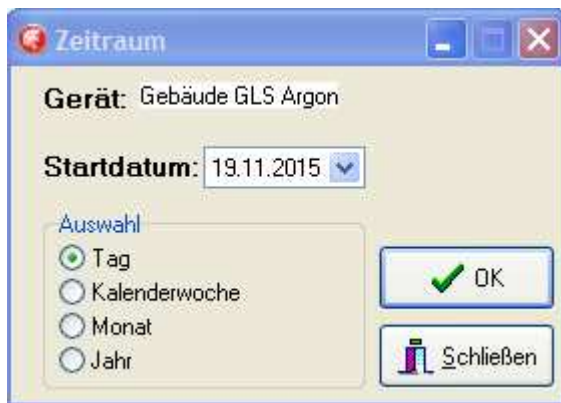 Zeitraum
Gerät: Gebäude GLS Argon
Startdatum: 19.11.2015
Auswahl
Tag
Kalenderwoche
Monat
Jahr
OK
Schließen